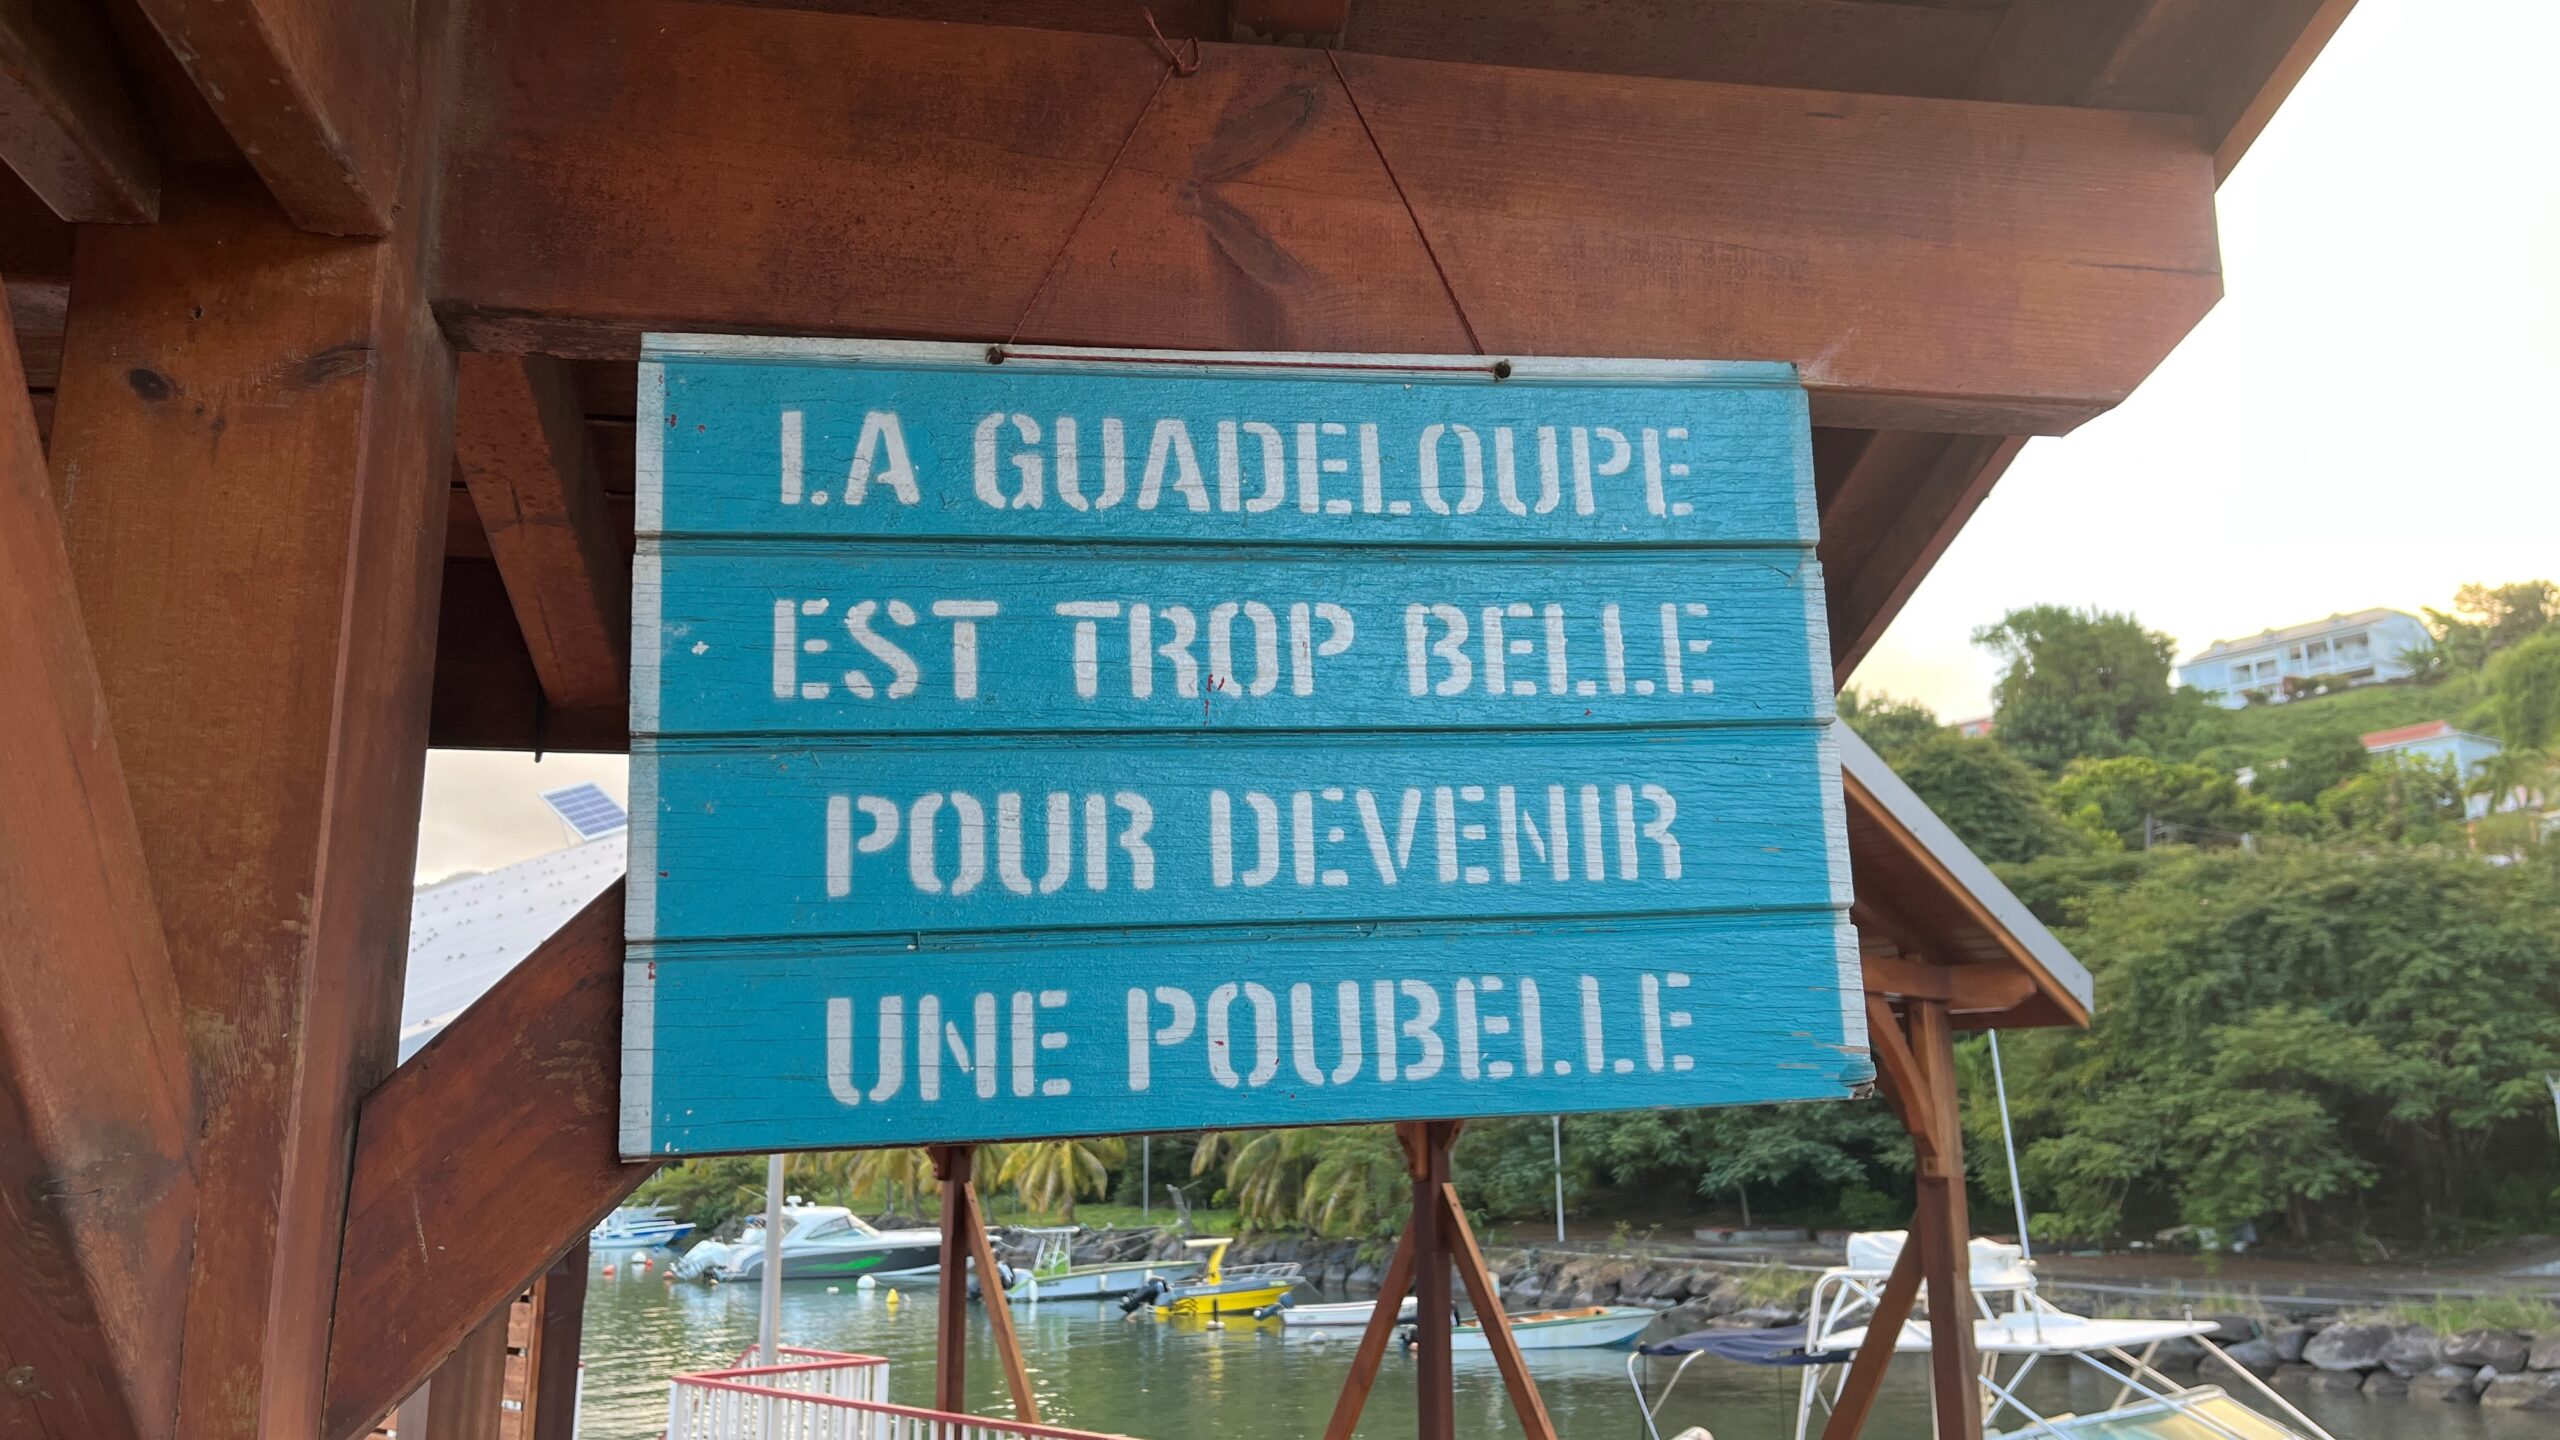 LA GUADELOUPE
EST TROP BELLE
POUR DEVENIR
UNE POUBELLE